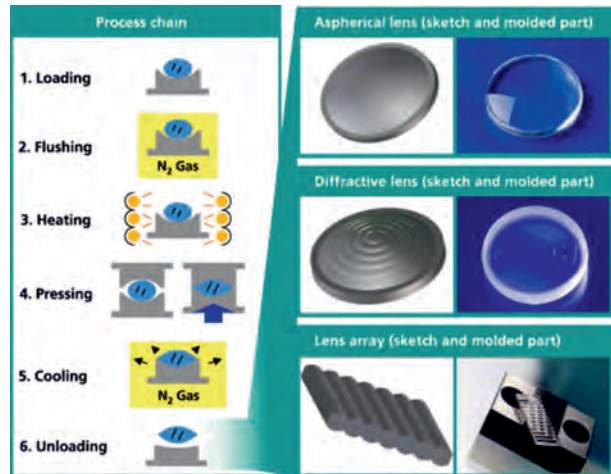 Process chain
1. Loading
2. Flushing
N₂ Gas
3. Heating
4. Pressing
5. Cooling
N₂ Gas
6. Unloading
Aspherical lens (sketch and molded part)
Diffractive lens (sketch and molded part)
Lens array (sketch and molded part)